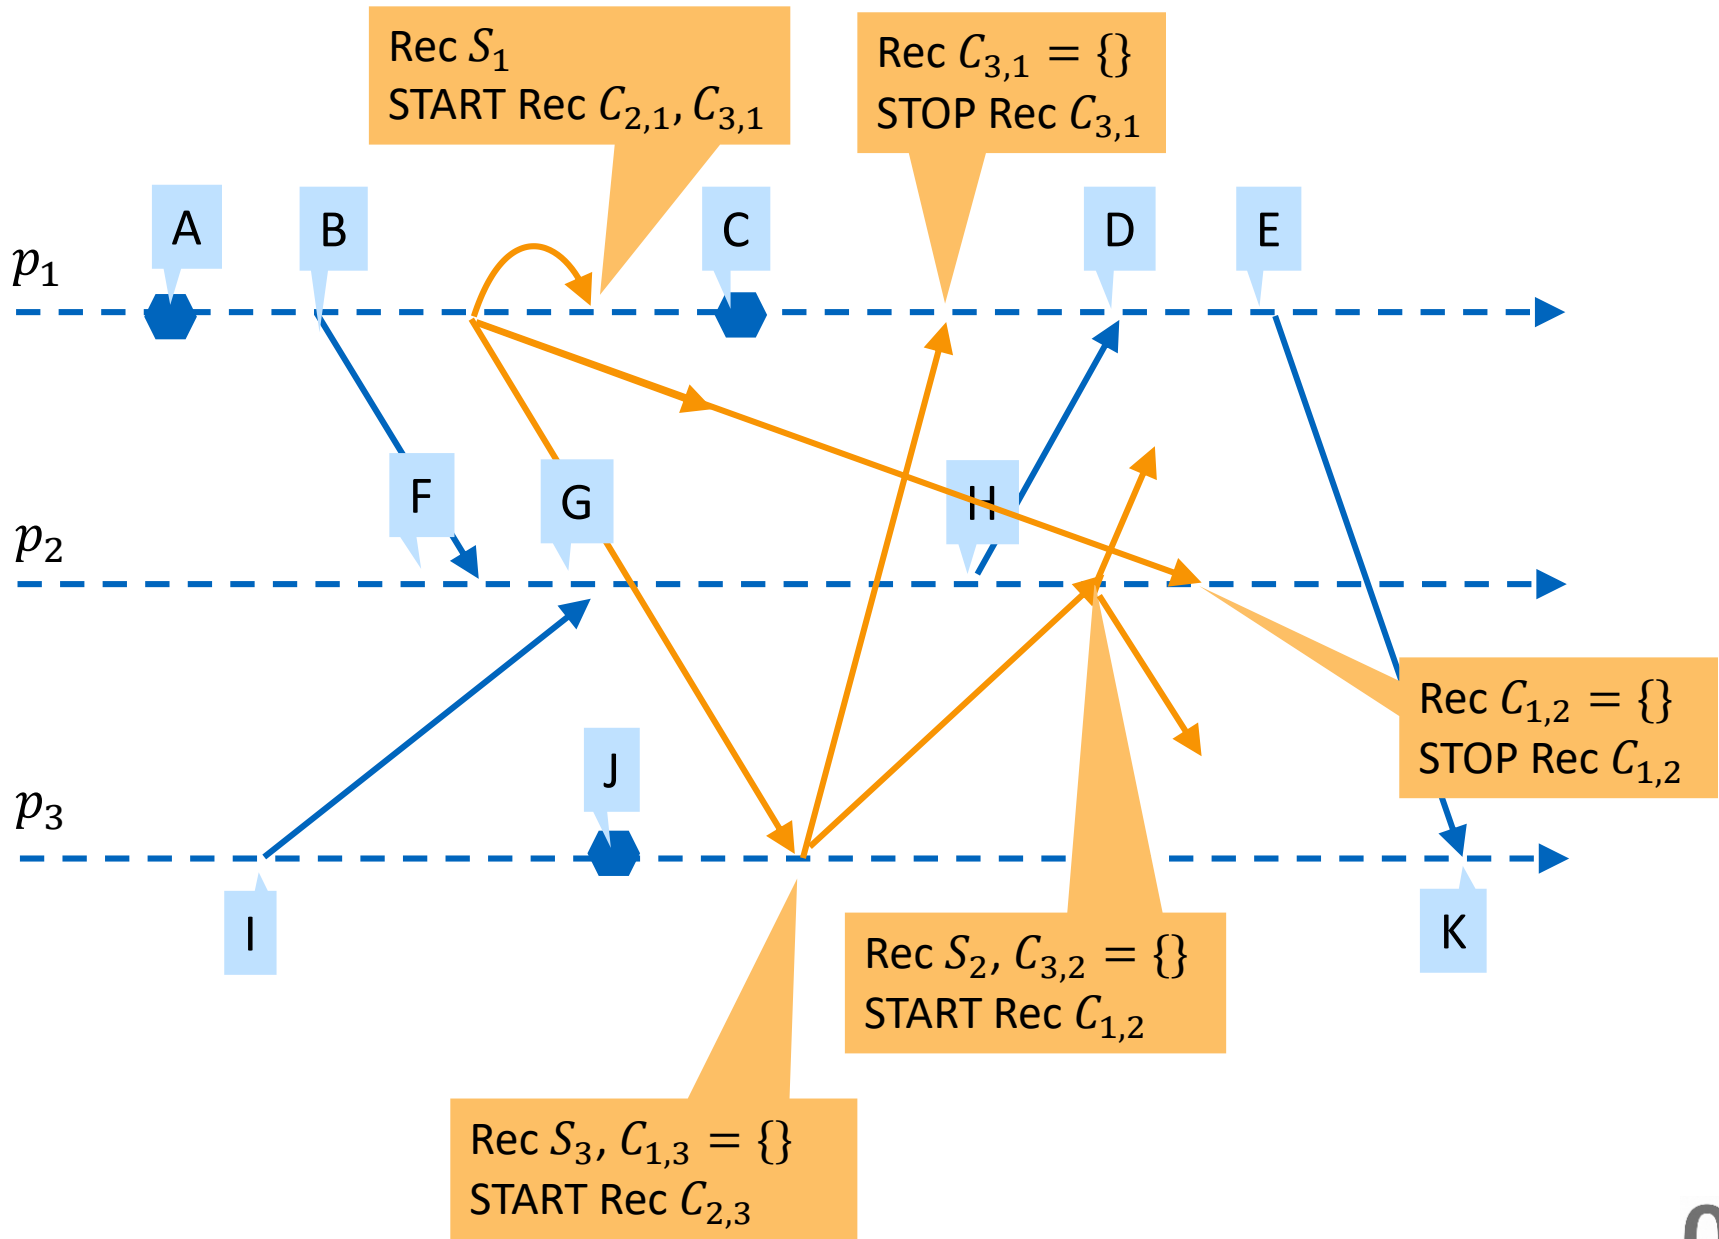 Rec S₁
START Rec C₂,₁, C₃,₁
Rec C₃,₁ = {}
STOP Rec C₃,₁
A
B
C
D
E
p₁
F
G
H
p₂
Rec C₁,₂ = {}
STOP Rec C₁,₂
J
p₃
I
K
Rec S₂, C₃,₂ = {}
START Rec C₁,₂
Rec S₃, C₁,₃ = {}
START Rec C₂,₃